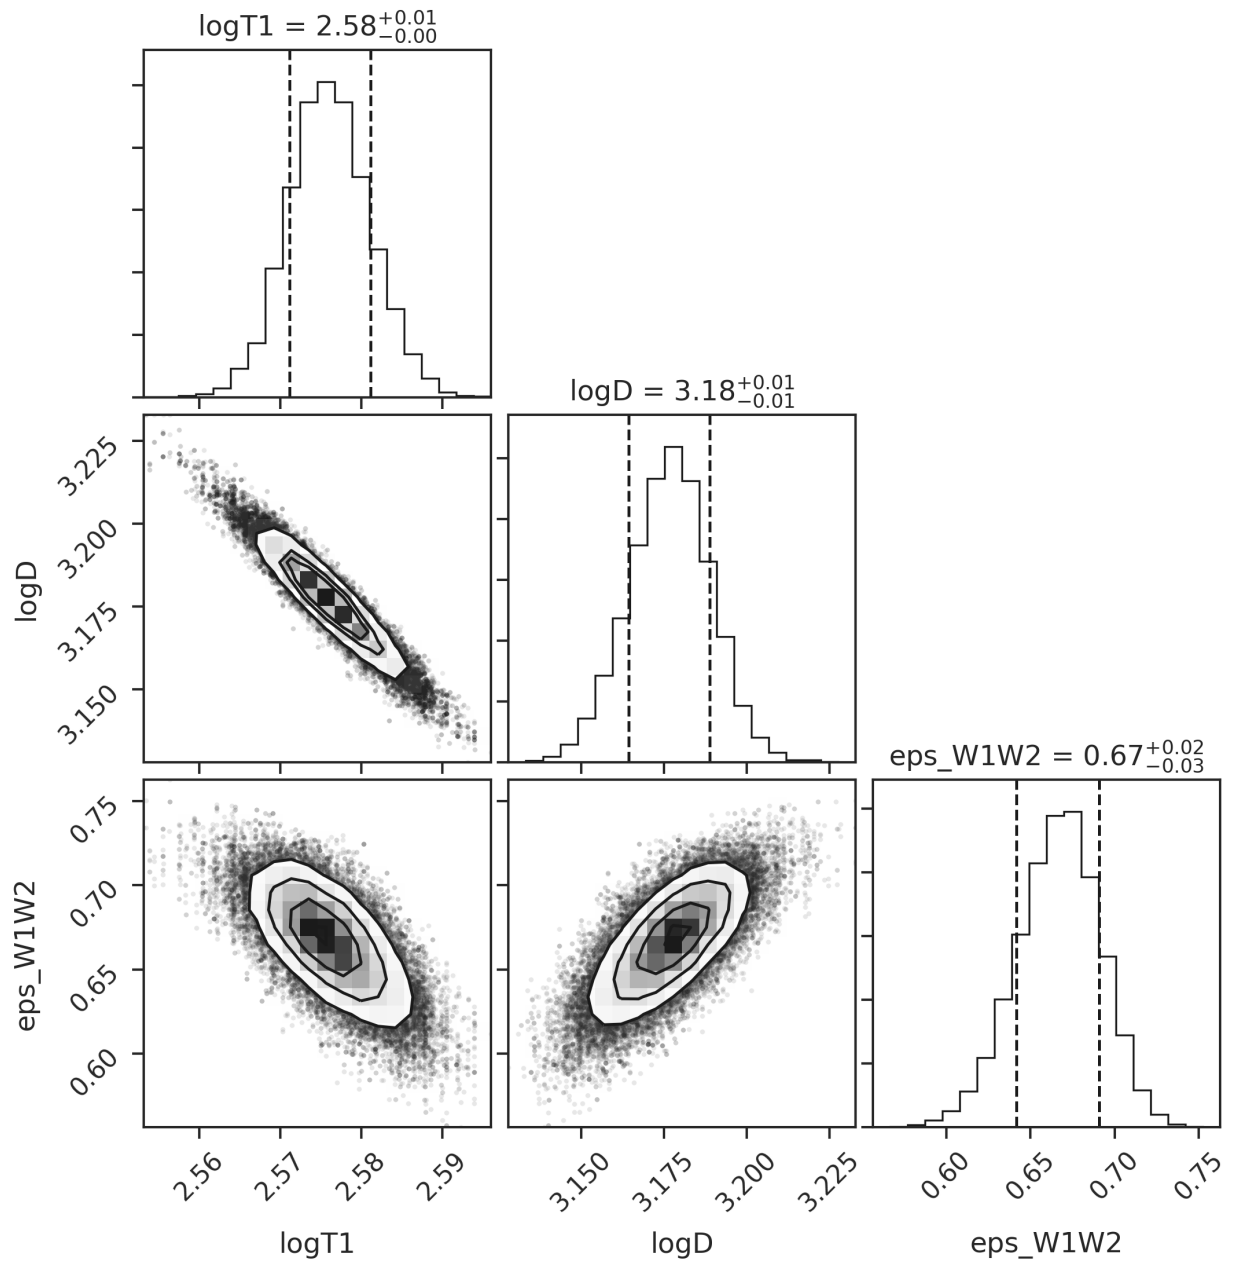 logT1 = 2.58+0.01−0.00
logD = 3.18+0.01−0.01
3.225
3.200
3.175
3.150
logD
eps_W1W2 = 0.67+0.02−0.03
0.75
0.70
0.65
0.60
eps_W1W2
2.56 2.57 2.58 2.59 3.150 3.175 3.200 3.225 0.60 0.65 0.70 0.75
logT1 logD eps_W1W2